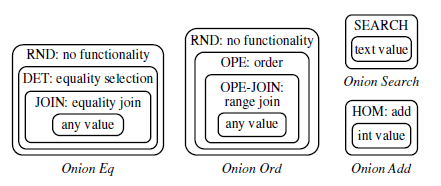 RND: no functionality
DET: equality selection
JOIN: equality join
any value
Onion Eq
RND: no functionality
OPE: order
OPE-JOIN:
range join
any value
Onion Ord
SEARCH
text value
Onion Search
HOM: add
int value
Onion Add